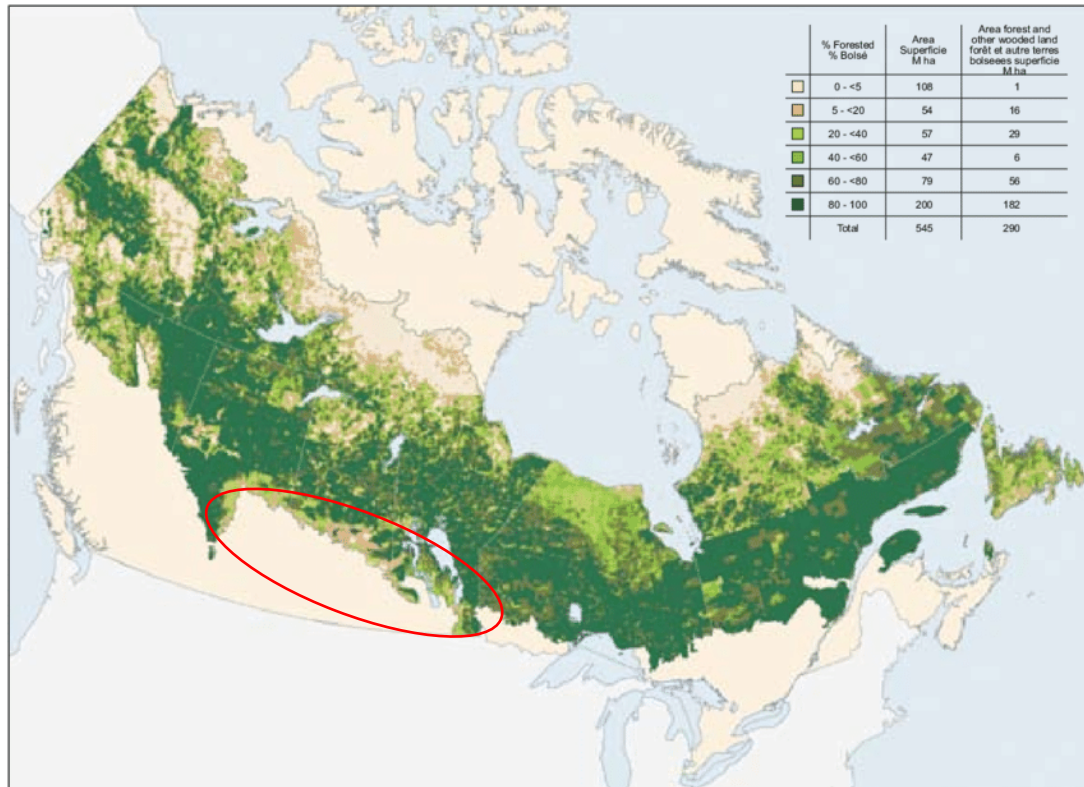 % Forested
% Bolsé
Area
Superficie
M ha
Area forest and
other wooded land
forêt et autre terres
bolseees superficie
M ha
0 - <5 108 1
5 - <20 54 16
20 - <40 57 29
40 - <60 47 6
60 - <80 79 56
80 - 100 200 182
Total 545 290